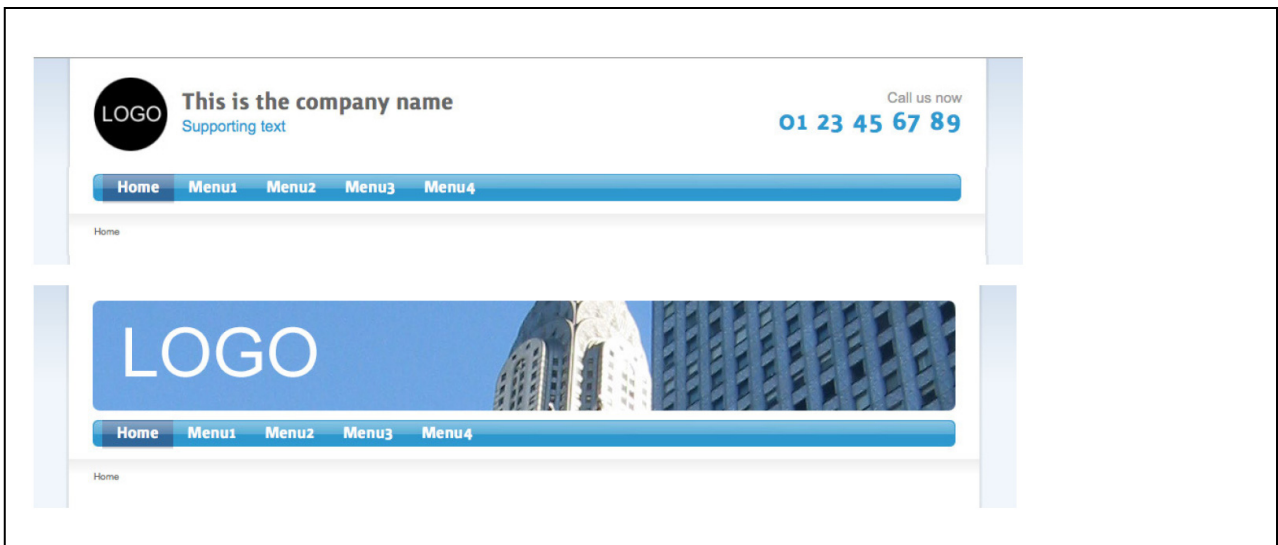 LOGO
This is the company name
Supporting text
Call us now
01 23 45 67 89
Home Menu1 Menu2 Menu3 Menu4
Home
LOGO
Home Menu1 Menu2 Menu3 Menu4
Home